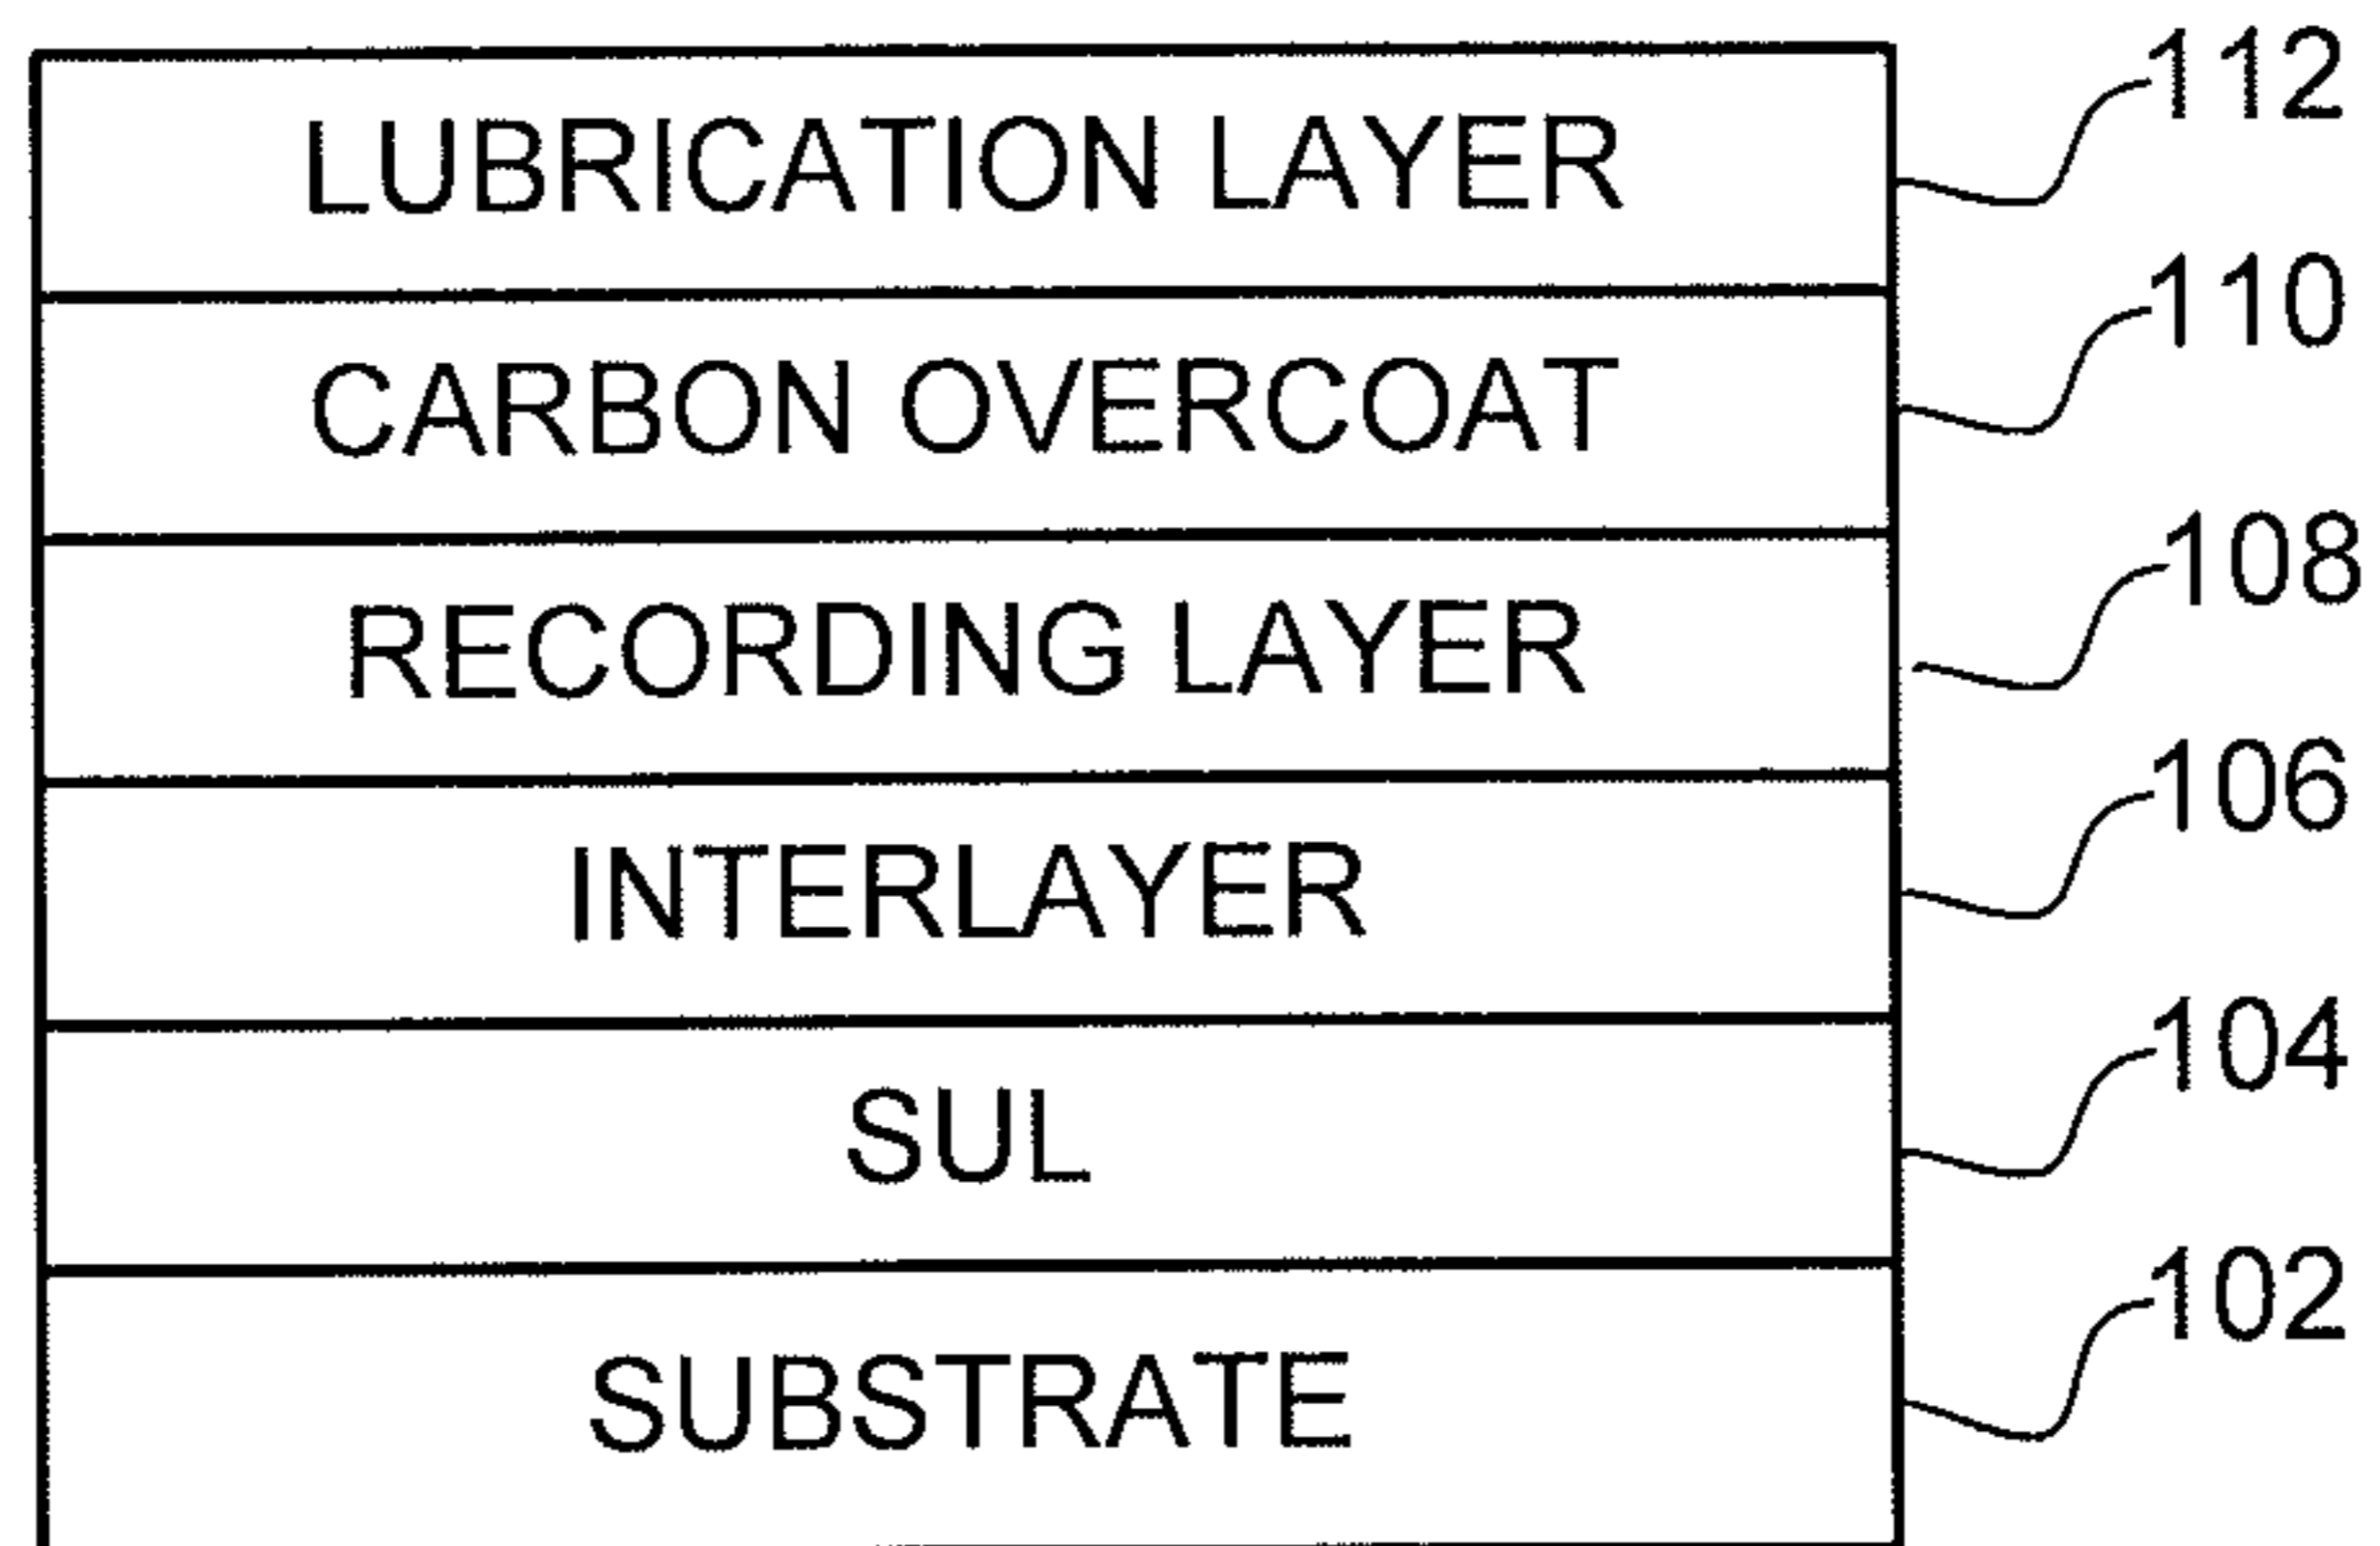 LUBRICATION LAYER 112
CARBON OVERCOAT 110
RECORDING LAYER 108
INTERLAYER 106
SUL 104
SUBSTRATE 102